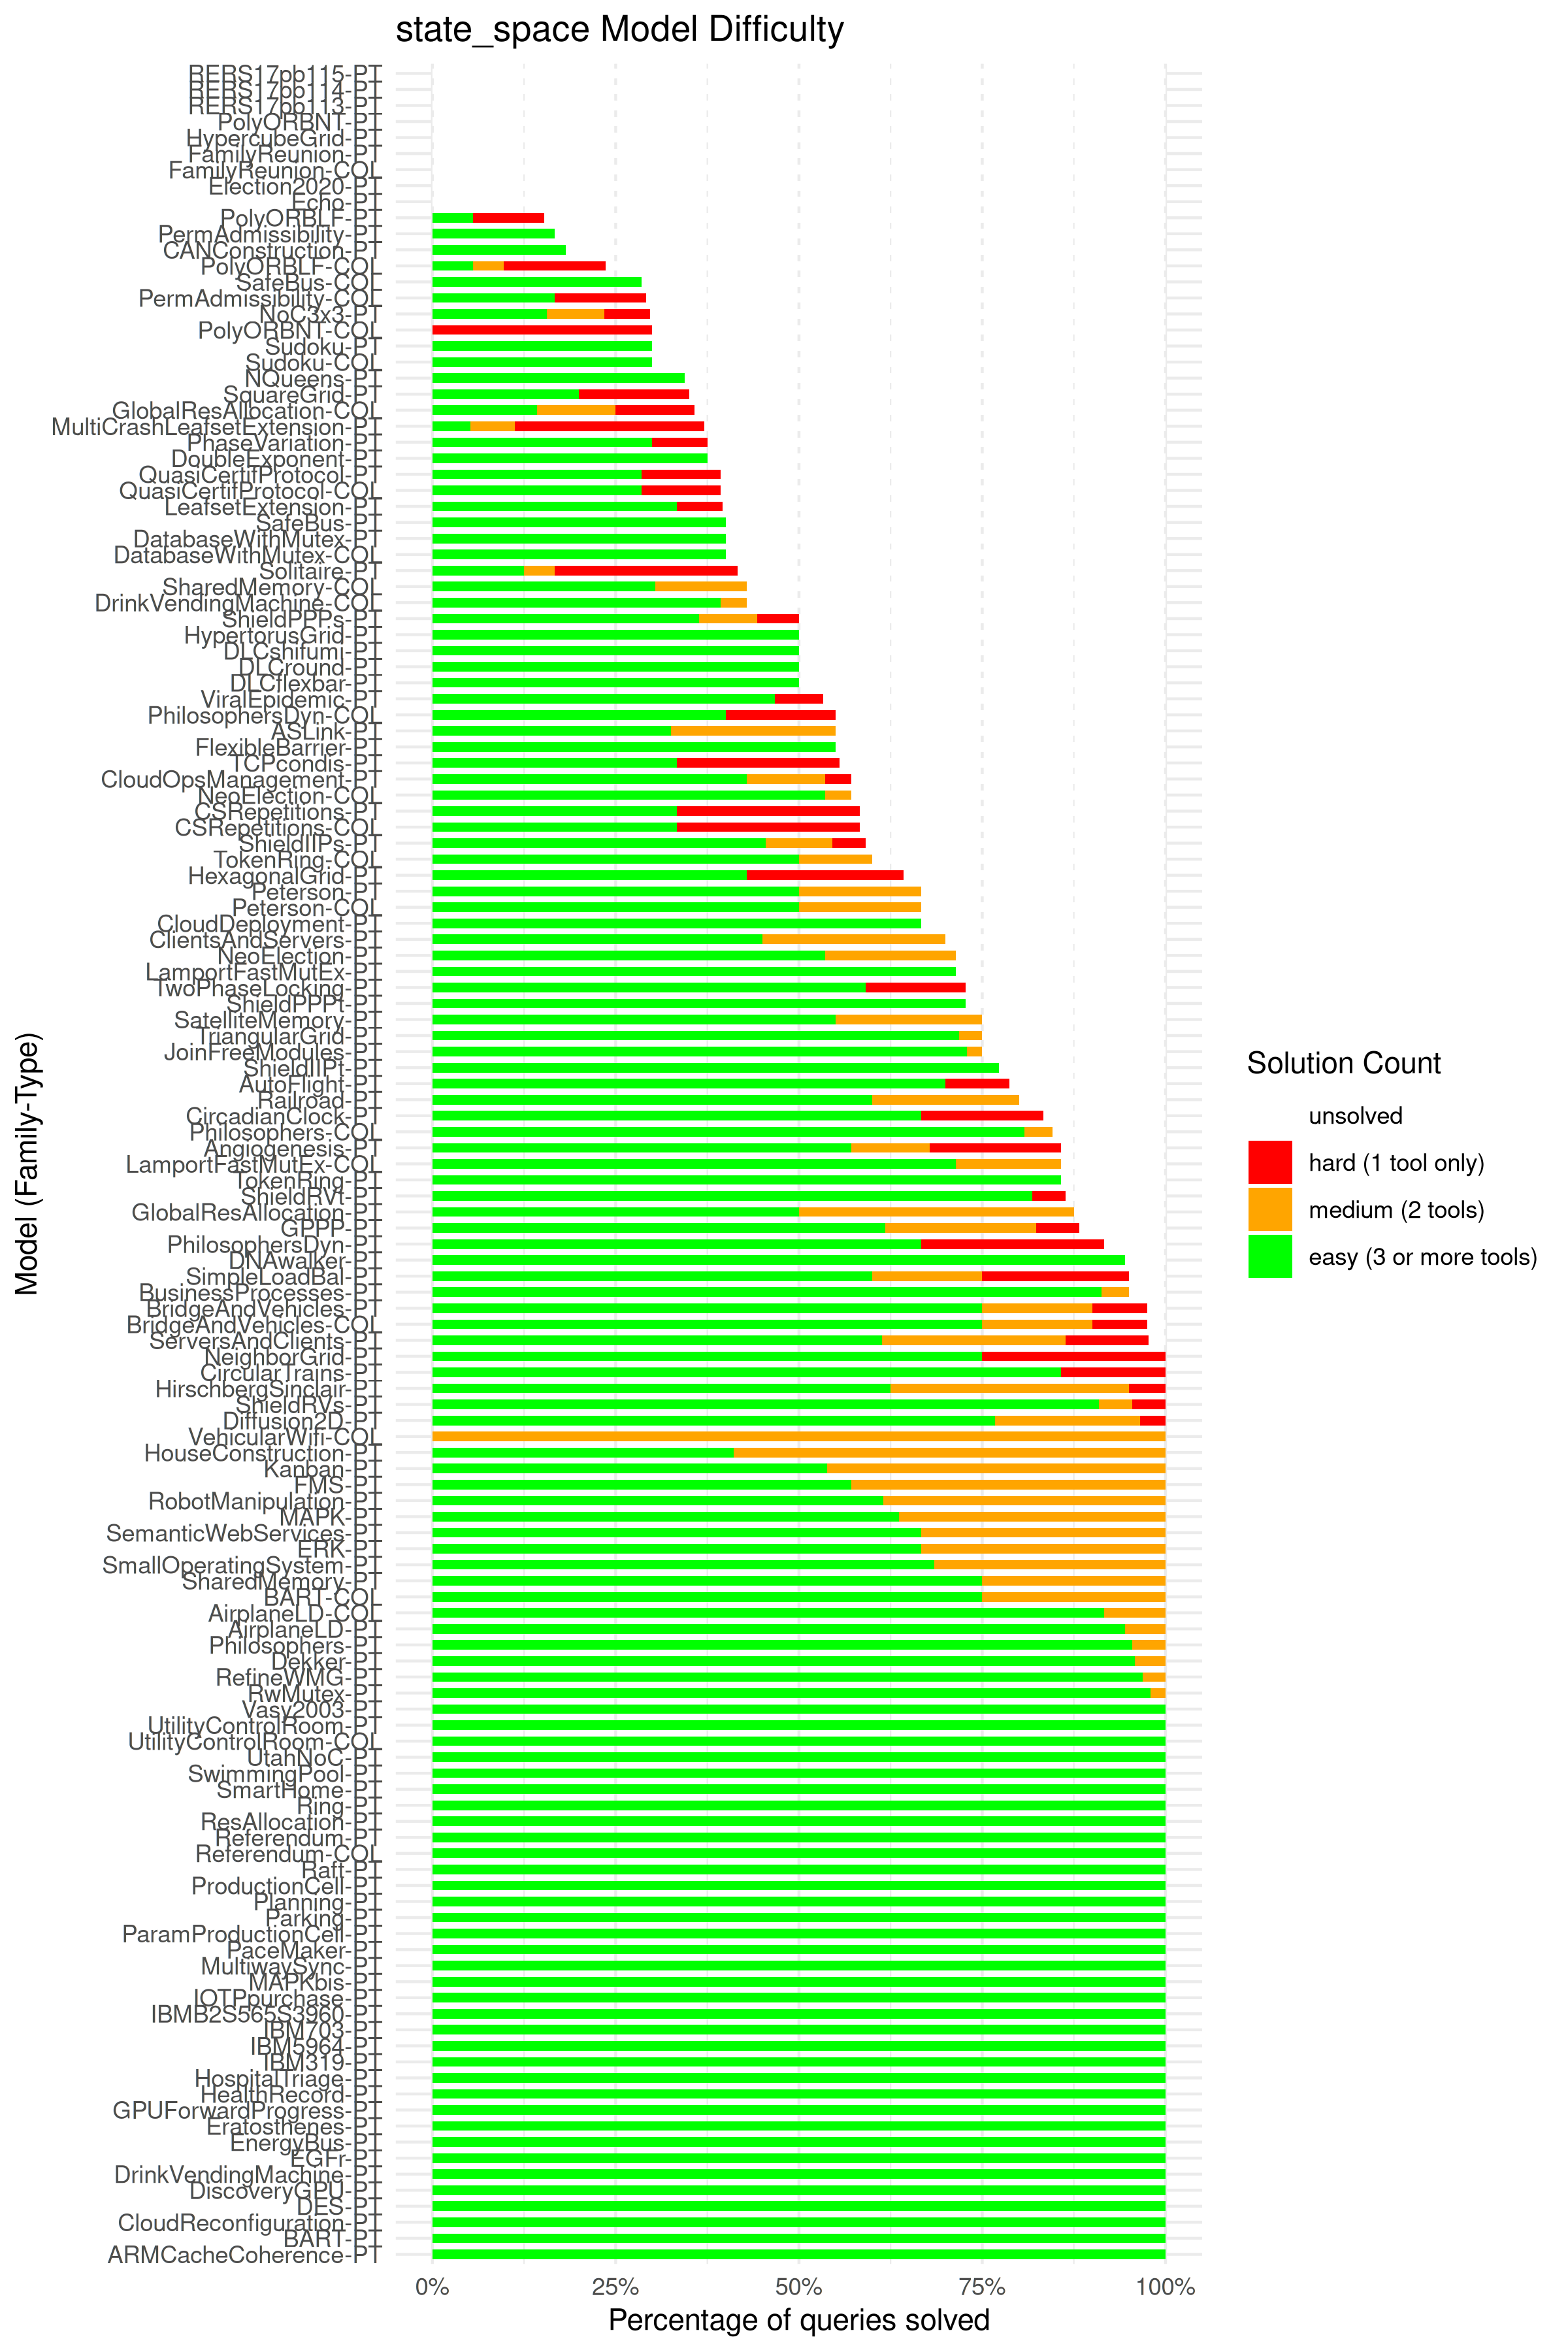 state_space Model Difficulty
RERS17pb115-PT
RERS17pb114-PT
RERS17pb113-PT
PolyORBNT-PT
HypercubeGrid-PT
FamilyReunion-PT
FamilyReunion-COL
Election2020-PT
Echo-PT
PolyORBLF-PT
PermAdmissibility-PT
CANConstruction-PT
PolyORBLF-COL
SafeBus-COL
PermAdmissibility-COL
NoC3x3-PT
PolyORBNT-COL
Sudoku-PT
Sudoku-COL
NQueens-PT
SquareGrid-PT
GlobalResAllocation-COL
MultiCrashLeafsetExtension-PT
PhaseVariation-PT
DoubleExponent-PT
QuasiCertifProtocol-PT
QuasiCertifProtocol-COL
LeafsetExtension-PT
SafeBus-PT
DatabaseWithMutex-PT
DatabaseWithMutex-COL
Solitaire-PT
SharedMemory-COL
DrinkVendingMachine-COL
ShieldPPPs-PT
HypertorusGrid-PT
DLCshifumi-PT
DLCround-PT
DLCflexbar-PT
ViralEpidemic-PT
PhilosophersDyn-COL
ASLink-PT
FlexibleBarrier-PT
TCPcondis-PT
CloudOpsManagement-PT
NeoElection-COL
CSRepetitions-PT
CSRepetitions-COL
ShieldIIPs-PT
TokenRing-COL
HexagonalGrid-PT
Peterson-PT
Peterson-COL
CloudDeployment-PT
ClientsAndServers-PT
NeoElection-PT
LamportFastMutEx-PT
TwoPhaseLocking-PT
ShieldPPPt-PT
SatelliteMemory-PT
TriangularGrid-PT
JoinFreeModules-PT
ShieldIIPt-PT
AutoFlight-PT
Railroad-PT
CircadianClock-PT
Philosophers-COL
Angiogenesis-PT
LamportFastMutEx-COL
TokenRing-PT
ShieldRVt-PT
GlobalResAllocation-PT
GPPP-PT
PhilosophersDyn-PT
DNAwalker-PT
SimpleLoadBal-PT
BusinessProcesses-PT
BridgeAndVehicles-PT
BridgeAndVehicles-COL
ServersAndClients-PT
NeighborGrid-PT
CircularTrains-PT
HirschbergSinclair-PT
ShieldRVs-PT
Diffusion2D-PT
VehicularWifi-COL
HouseConstruction-PT
Kanban-PT
FMS-PT
RobotManipulation-PT
MAPK-PT
SemanticWebServices-PT
ERK-PT
SmallOperatingSystem-PT
SharedMemory-PT
BART-COL
AirplaneLD-COL
AirplaneLD-PT
Philosophers-PT
Dekker-PT
RefineWMG-PT
RwMutex-PT
Vasy2003-PT
UtilityControlRoom-PT
UtilityControlRoom-COL
UtahNoC-PT
SwimmingPool-PT
SmartHome-PT
Ring-PT
ResAllocation-PT
Referendum-PT
Referendum-COL
Raft-PT
ProductionCell-PT
Planning-PT
Parking-PT
ParamProductionCell-PT
PaceMaker-PT
MultiwaySync-PT
MAPKbis-PT
IOTPpurchase-PT
IBMB2S565S3960-PT
IBM703-PT
IBM5964-PT
IBM319-PT
HospitalTriage-PT
HealthRecord-PT
GPUForwardProgress-PT
Eratosthenes-PT
EnergyBus-PT
EGFr-PT
DrinkVendingMachine-PT
DiscoveryGPU-PT
DES-PT
CloudReconfiguration-PT
BART-PT
ARMCacheCoherence-PT
0% 25% 50% 75% 100%
Percentage of queries solved
Model (Family-Type)
Solution Count
unsolved
hard (1 tool only)
medium (2 tools)
easy (3 or more tools)